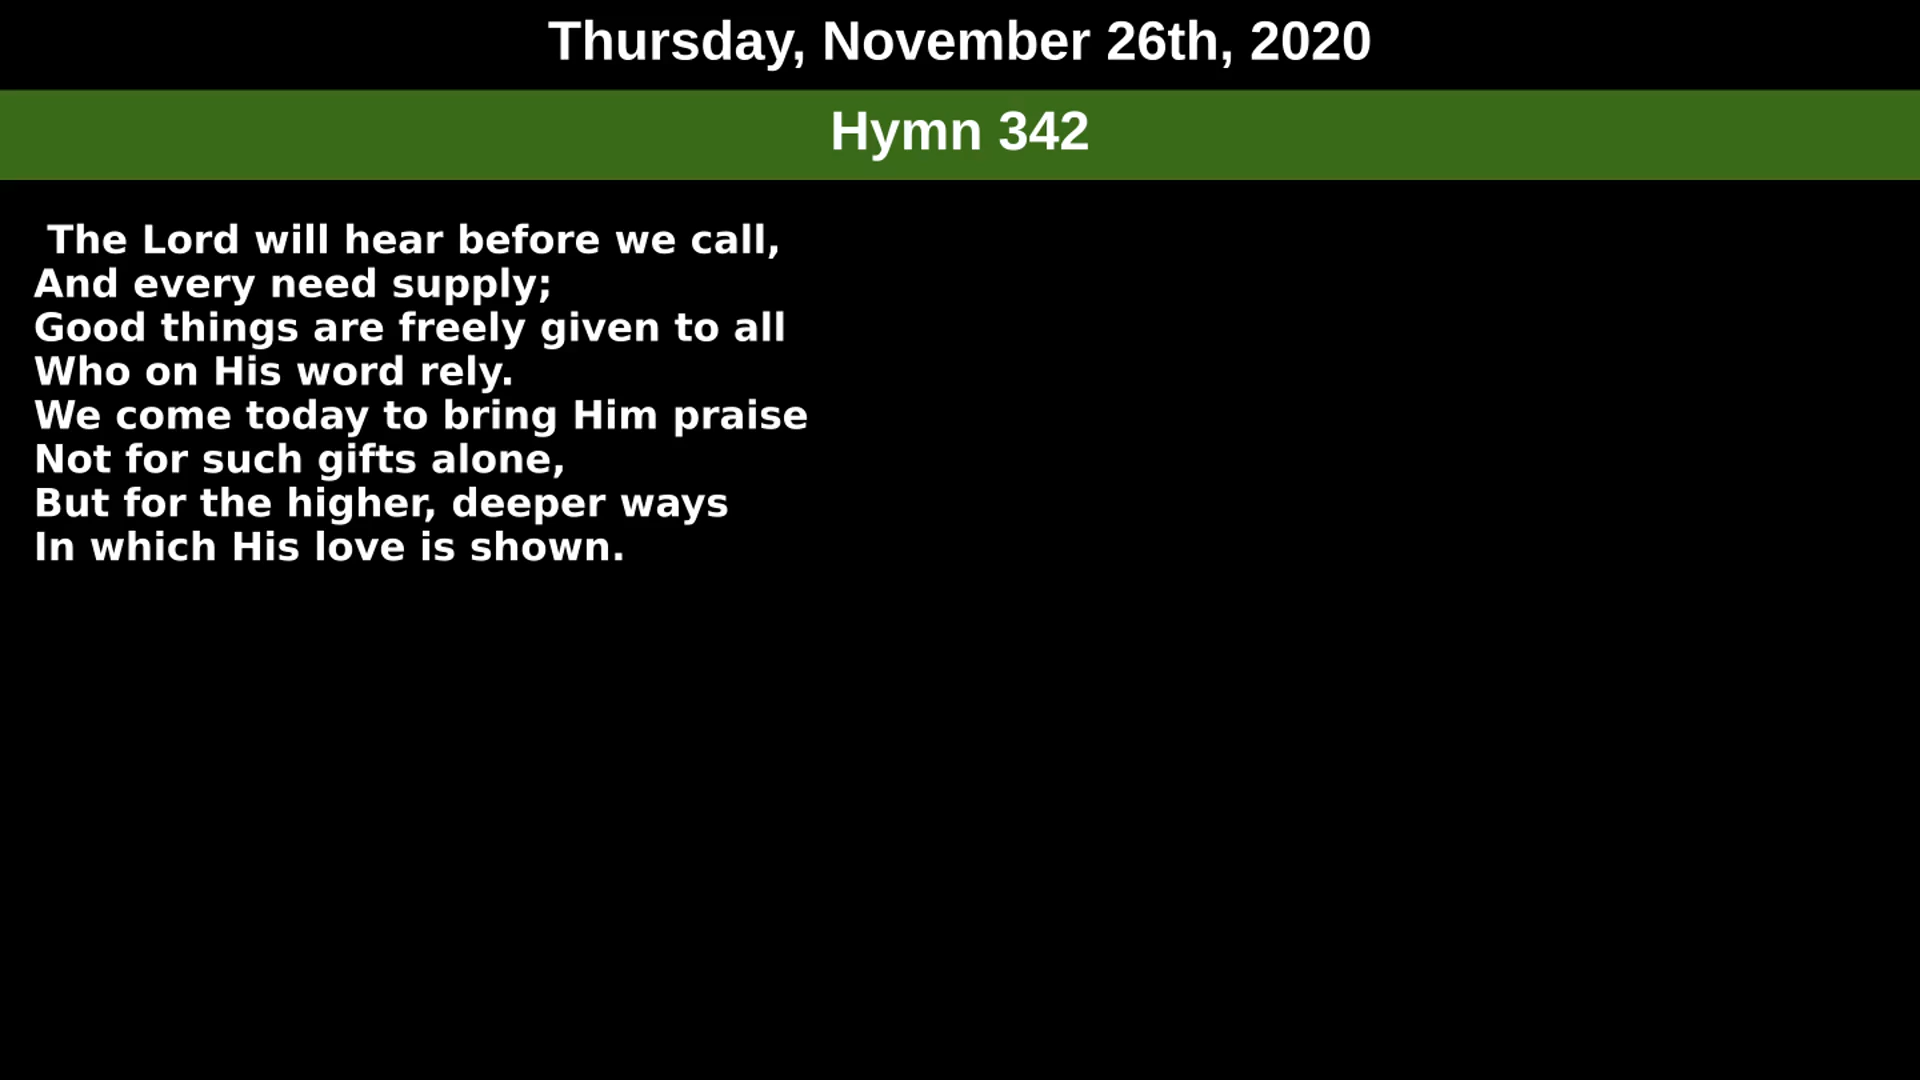 Thursday, November 26th, 2020
Hymn 342
The Lord will hear before we call,
And every need supply;
Good things are freely given to all
Who on His word rely.
We come today to bring Him praise
Not for such gifts alone,
But for the higher, deeper ways
In which His love is shown.